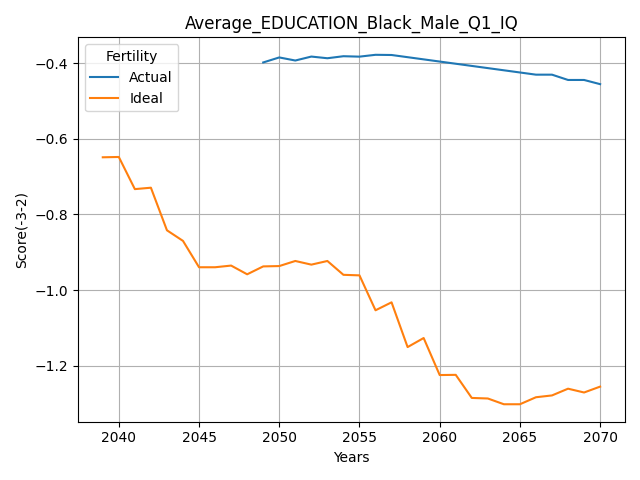 Average_EDUCATION_Black_Male_Q1_IQ
Fertility
Actual
Ideal
Score(-3-2)
−0.4
−0.6
−0.8
−1.0
−1.2
2040 2045 2050 2055 2060 2065 2070
Years